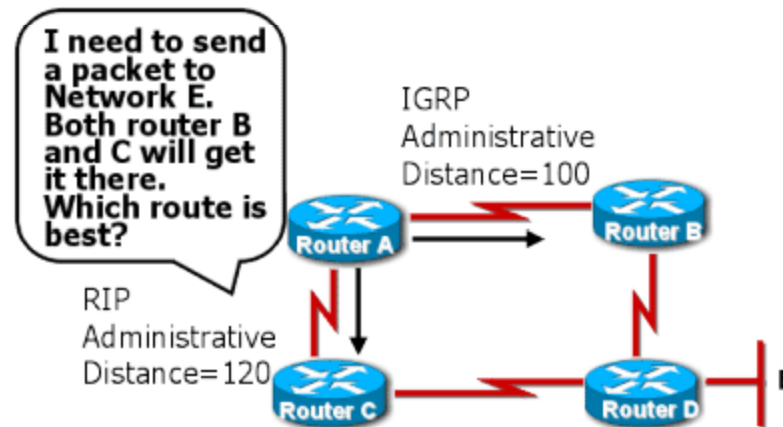 I need to send
a packet to
Network E.
Both router B
and C will get
it there.
Which route is
best?
IGRP
Administrative
Distance=100
Router A
Router B
RIP
Administrative
Distance=120
Router C
Router D